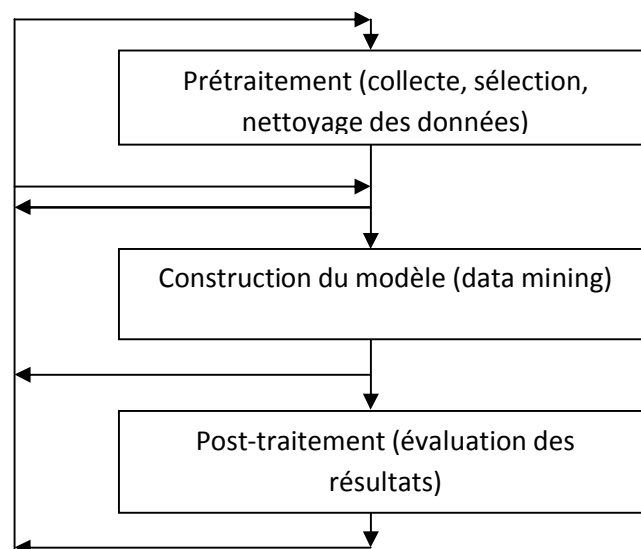 Prétraitement (collecte, sélection,
nettoyage des données)
Construction du modèle (data mining)
Post-traitement (évaluation des
résultats)